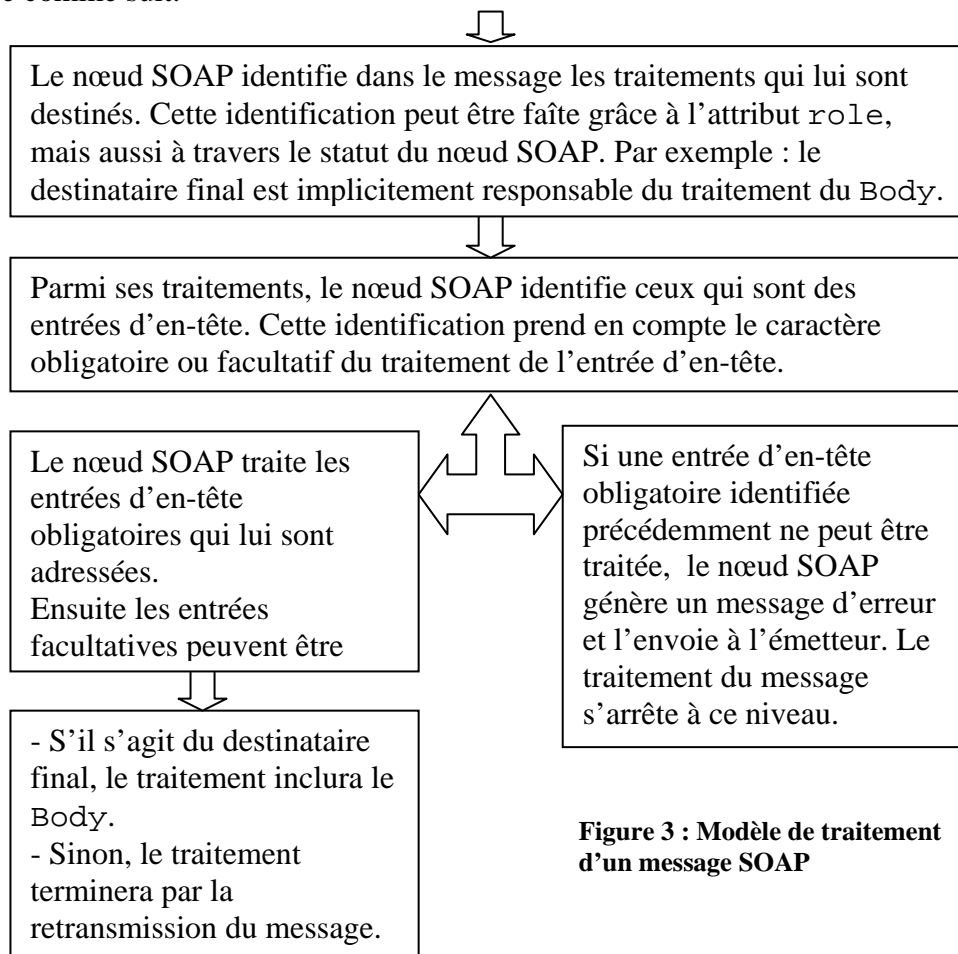 e comme suit.
Le nœud SOAP identifie dans le message les traitements qui lui sont
destinés. Cette identification peut être faîte grâce à l'attribut role,
mais aussi à travers le statut du nœud SOAP. Par exemple : le
destinataire final est implicitement responsable du traitement du Body.
Parmi ses traitements, le nœud SOAP identifie ceux qui sont des
entrées d'en-tête. Cette identification prend en compte le caractère
obligatoire ou facultatif du traitement de l'entrée d'en-tête.
Le nœud SOAP traite les
entrées d'en-tête
obligatoires qui lui sont
adressées.
Ensuite les entrées
facultatives peuvent être
Si une entrée d'en-tête
obligatoire identifiée
précédemment ne peut être
traitée, le nœud SOAP
génère un message d'erreur
et l'envoie à l'émetteur. Le
traitement du message
s'arrête à ce niveau.
- S'il s'agit du destinataire
final, le traitement inclura le
Body.
- Sinon, le traitement
terminera par la
retransmission du message.
Figure 3 : Modèle de traitement
d'un message SOAP